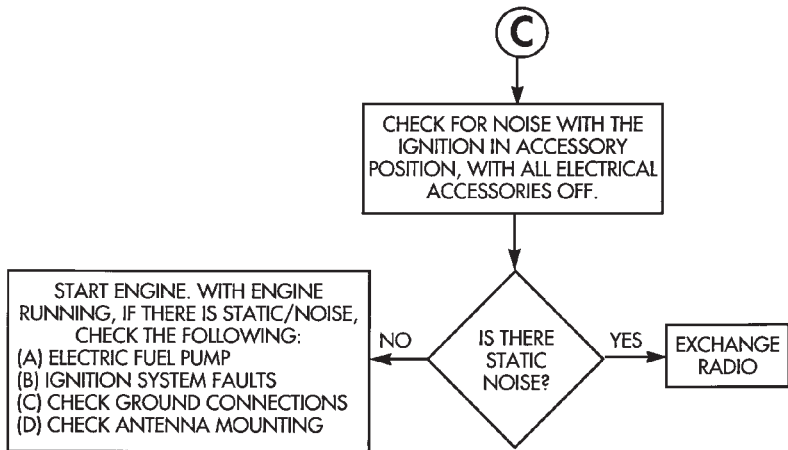 C
CHECK FOR NOISE WITH THE
IGNITION IN ACCESSORY
POSITION, WITH ALL ELECTRICAL
ACCESSORIES OFF.
START ENGINE. WITH ENGINE
RUNNING, IF THERE IS STATIC/NOISE,
CHECK THE FOLLOWING:
(A) ELECTRIC FUEL PUMP
(B) IGNITION SYSTEM FAULTS
(C) CHECK GROUND CONNECTIONS
(D) CHECK ANTENNA MOUNTING
NO
IS THERE
STATIC
NOISE?
YES
EXCHANGE
RADIO